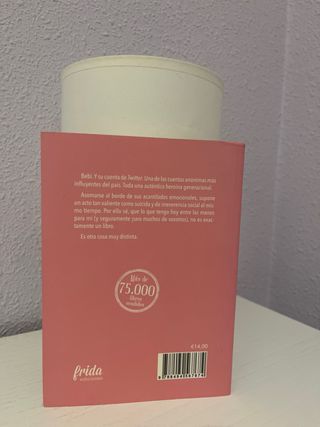 Bebi. Y su cuenta de Twitter. Una de las cuentas anónimas más
influyentes del país. Toda una auténtica heroína generacional.
Asomarse al borde de sus acantilados emocionales, supone
un acto tan valiente como suicida y de irreverencia social al mis
mo tiempo. Por ella sé, que lo que tengo hoy entre las manos
para mí (y seguramente para muchos de vosotros), no es exac-
tamente un libro.
Es otra cosa muy distinta.
Más de
75.000
libros
vendidos
€14,00
frida
ediciones